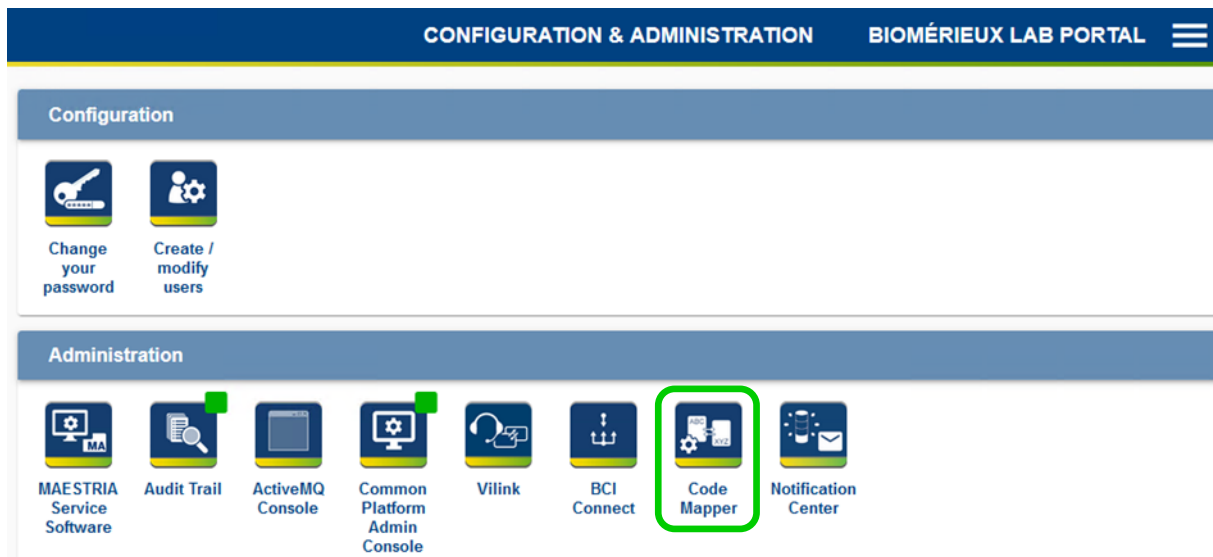 CONFIGURATION & ADMINISTRATION BIOMÉRIEUX LAB PORTAL
Configuration
Change
your
password
Create /
modify
users
Administration
MA
ABC
XYZ
MAESTRIA
Service
Software
Audit Trail
ActiveMQ
Console
Common
Platform
Admin
Console
Vilink
BCI
Connect
Code
Mapper
Notification
Center